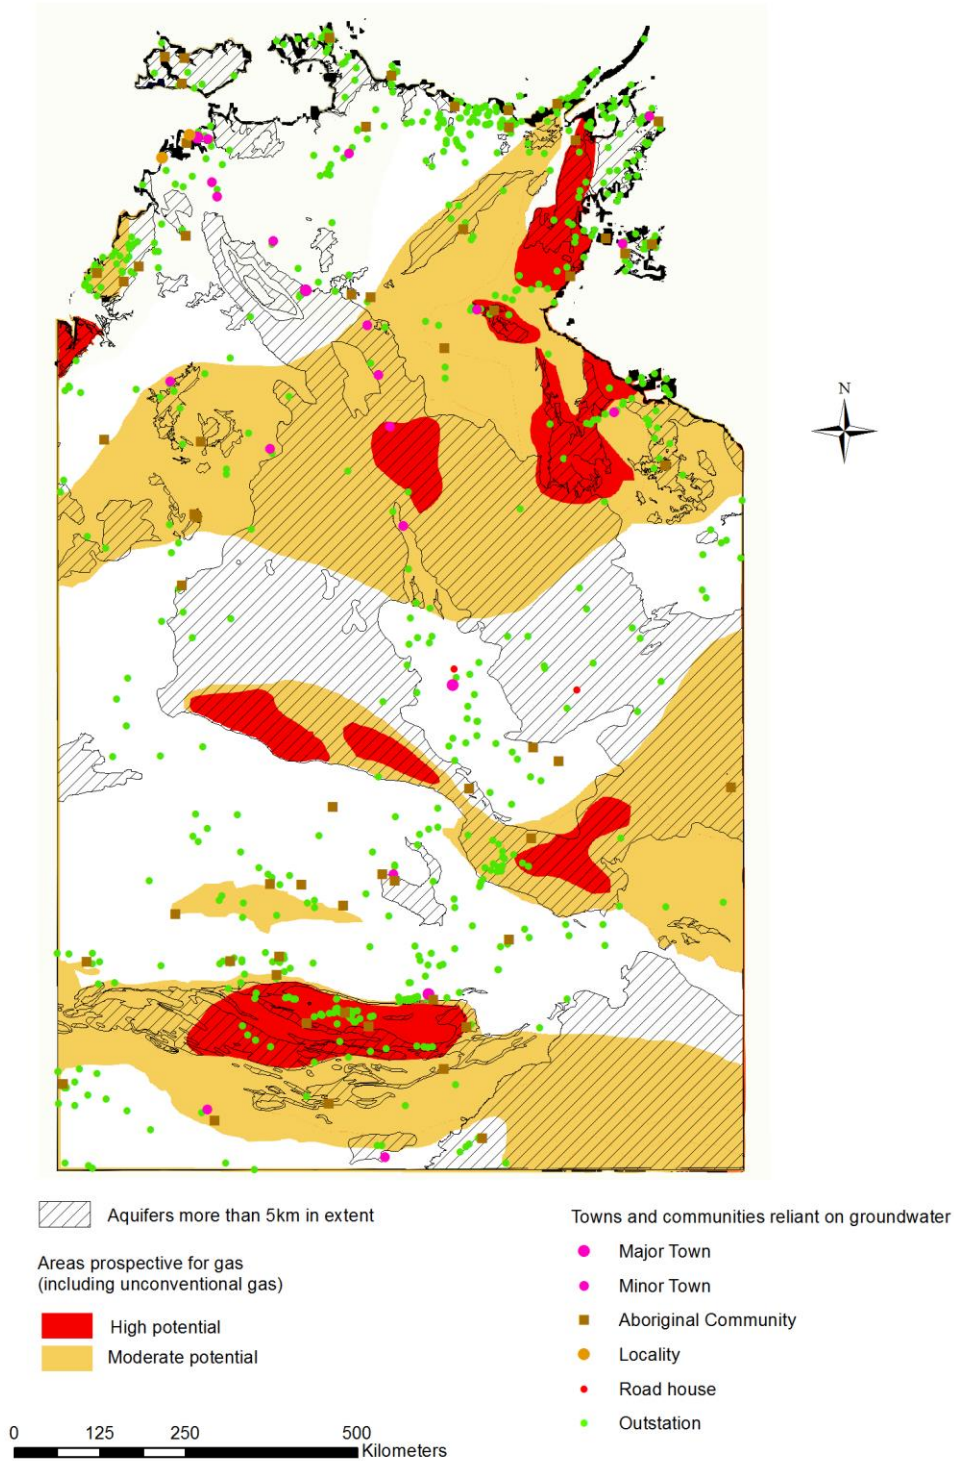 N
Aquifers more than 5km in extent
Areas prospective for gas
(including unconventional gas)
High potential
Moderate potential
Towns and communities reliant on groundwater
Major Town
Minor Town
Aboriginal Community
Locality
Road house
Outstation
0 125 250 500
Kilometers